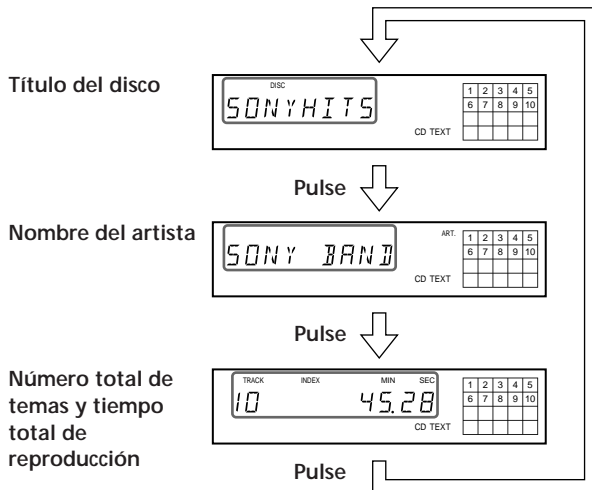 Título del disco
DISC
SONYHITS
CD TEXT
1 2 3 4 5
6 7 8 9 10
Pulse
Nombre del artista
ART.
SONY BAND
CD TEXT
1 2 3 4 5
6 7 8 9 10
Pulse
Número total de
temas y tiempo
total de
reproducción
TRACK INDEX MIN SEC
10 45.28
CD TEXT
1 2 3 4 5
6 7 8 9 10
Pulse